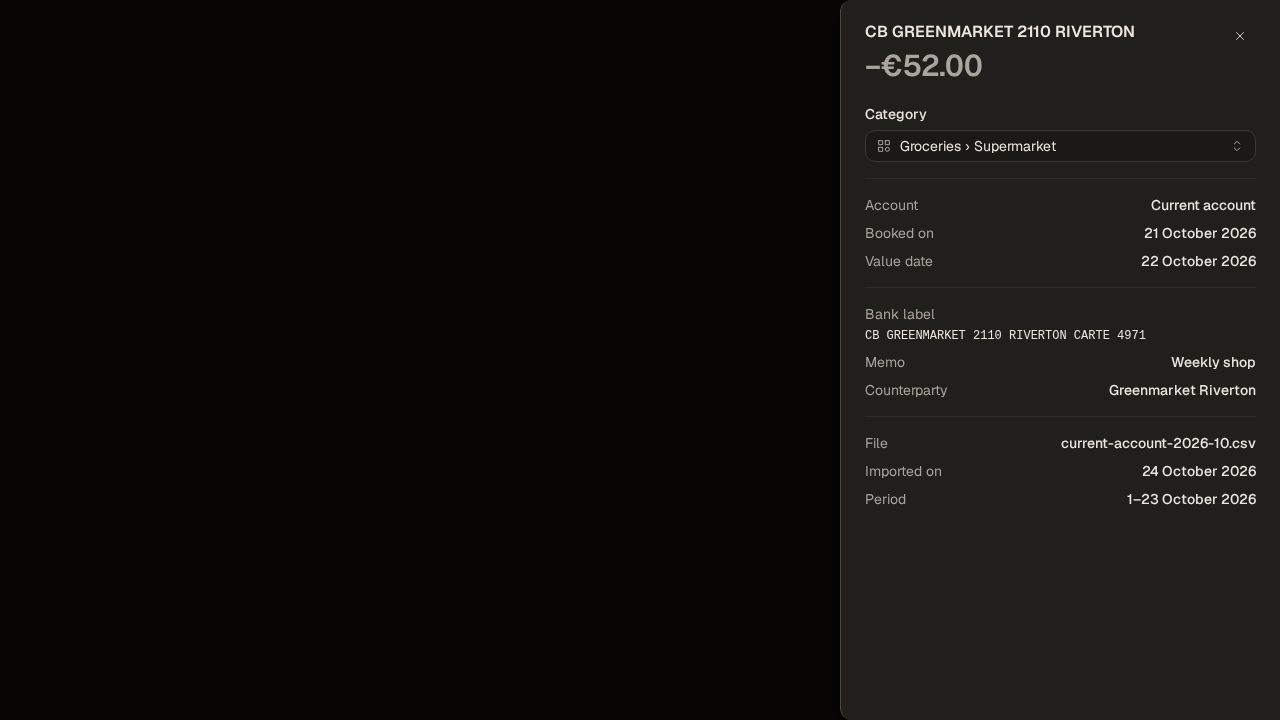 CB GREENMARKET 2110 RIVERTON
−€52.00
Category
Groceries › Supermarket
Account Current account
Booked on 21 October 2026
Value date 22 October 2026
Bank label
CB GREENMARKET 2110 RIVERTON CARTE 4971
Memo Weekly shop
Counterparty Greenmarket Riverton
File current-account-2026-10.csv
Imported on 24 October 2026
Period 1–23 October 2026